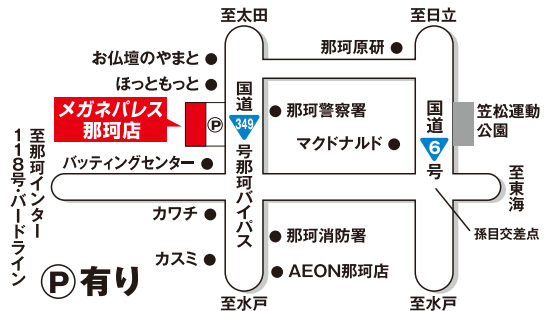 至太田
至日立
那珂原研
お仏壇のやまと
ほっともっと
メガネパレス
那珂店
P
国道
349
号那珂バイパス
那珂警察署
マクドナルド
国道
6
号
笠松運動
公園
バッティングセンター
至那珂インター
118号・バードライン
至東海
カワチ
カスミ
那珂消防署
AEON那珂店
孫目交差点
P有り
至水戸
至水戸